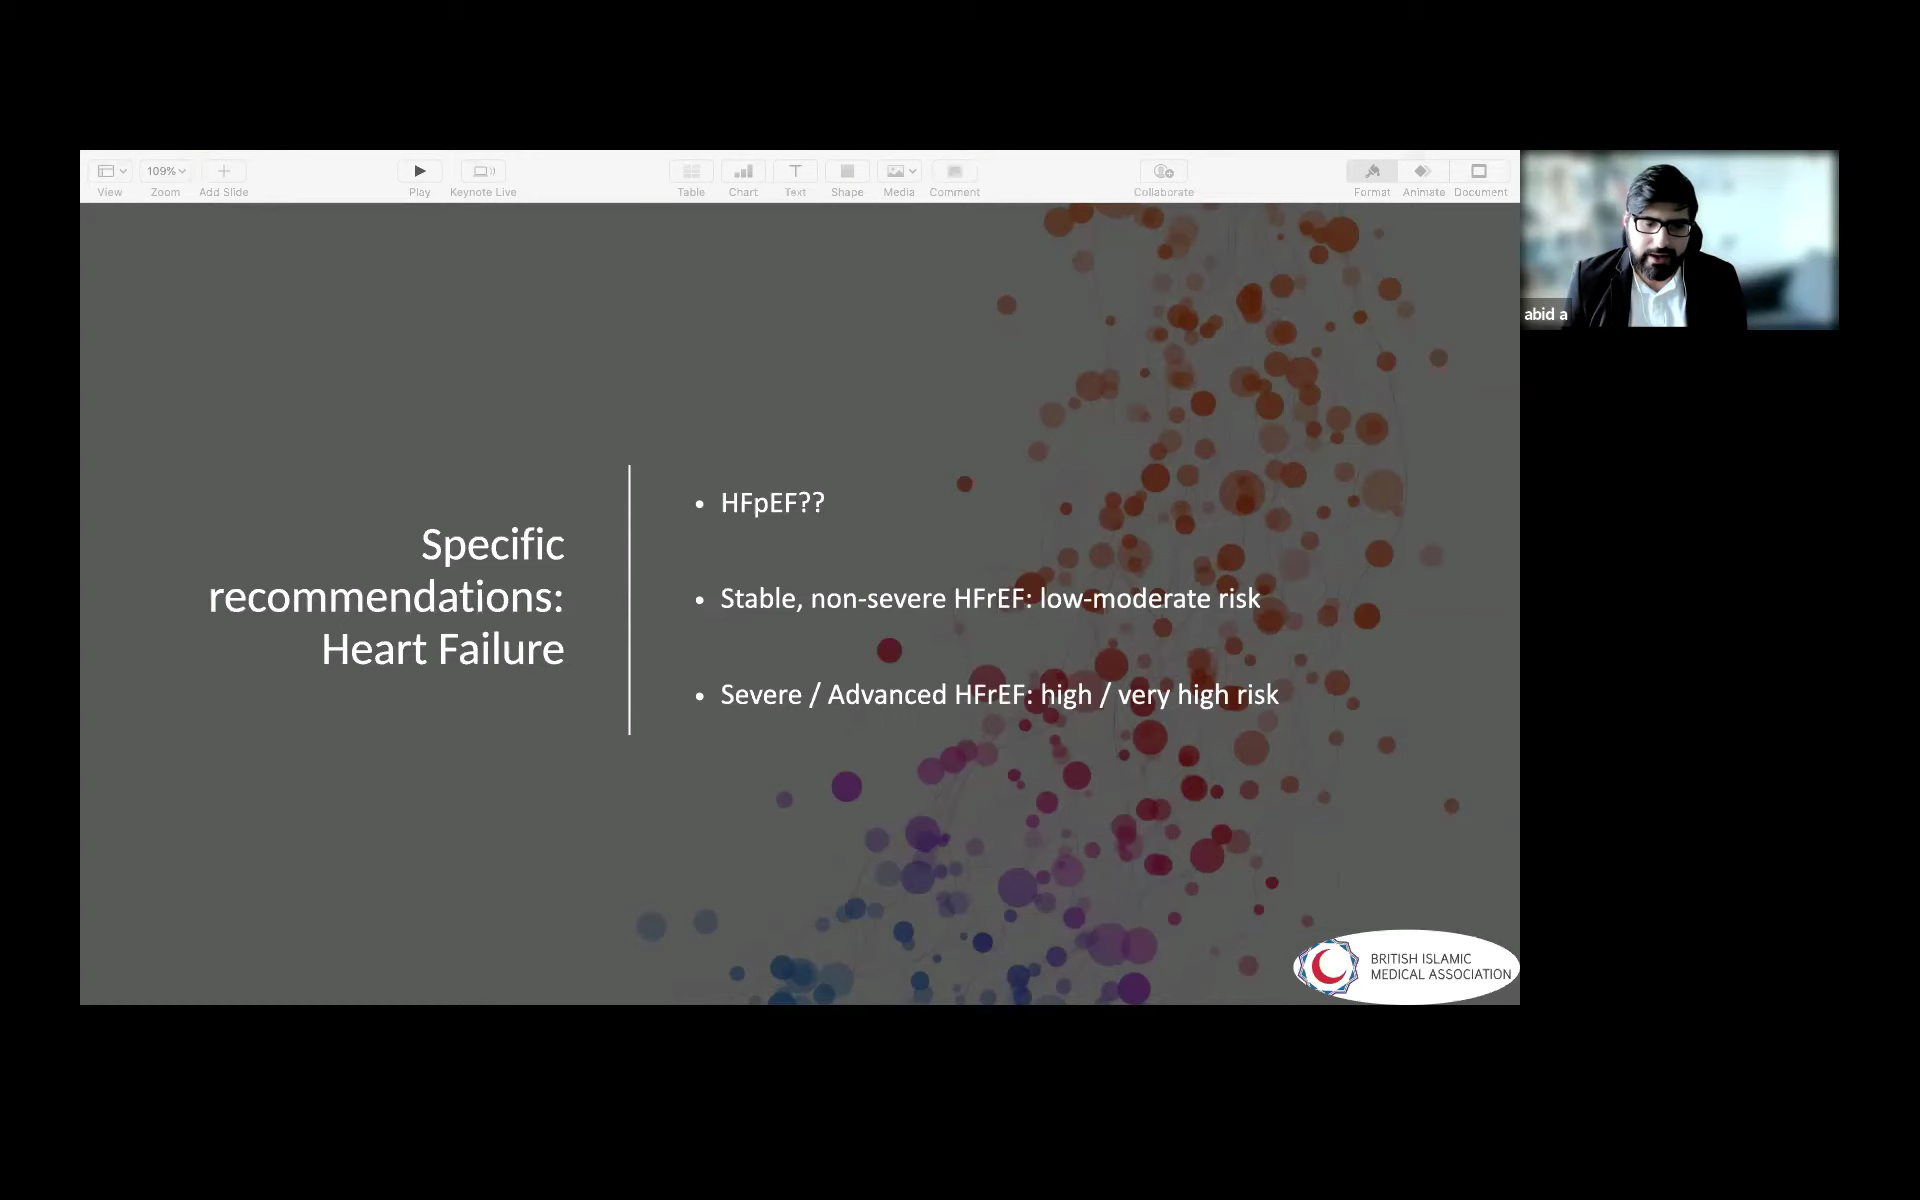 109%
View
Zoom
Add Slide
Play
Keynote Live
Table
Chart
Text
Shape
Media
Comment
Collaborate
Format
Animate
Document
abid a
Specific
recommendations:
Heart Failure
• HFpEF??
• Stable, non-severe HFrEF: low-moderate risk
• Severe / Advanced HFrEF: high / very high risk
BRITISH ISLAMIC
MEDICAL ASSOCIATION